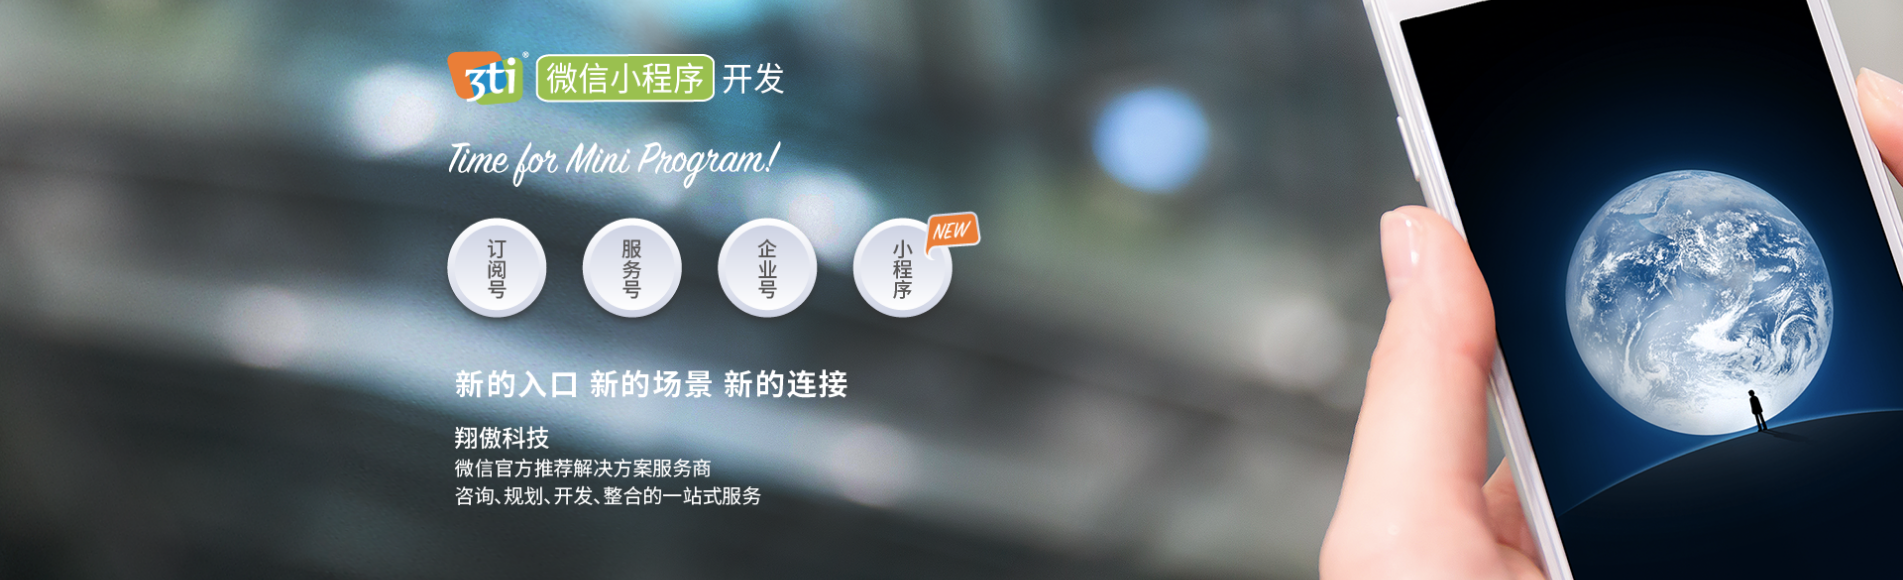 3ti® 微信小程序 开发
Time for Mini Program!
订阅号 服务号 企业号 小程序 NEW
新的入口 新的场景 新的连接
翔傲科技
微信官方推荐解决方案服务商
咨询、规划、开发、整合的一站式服务